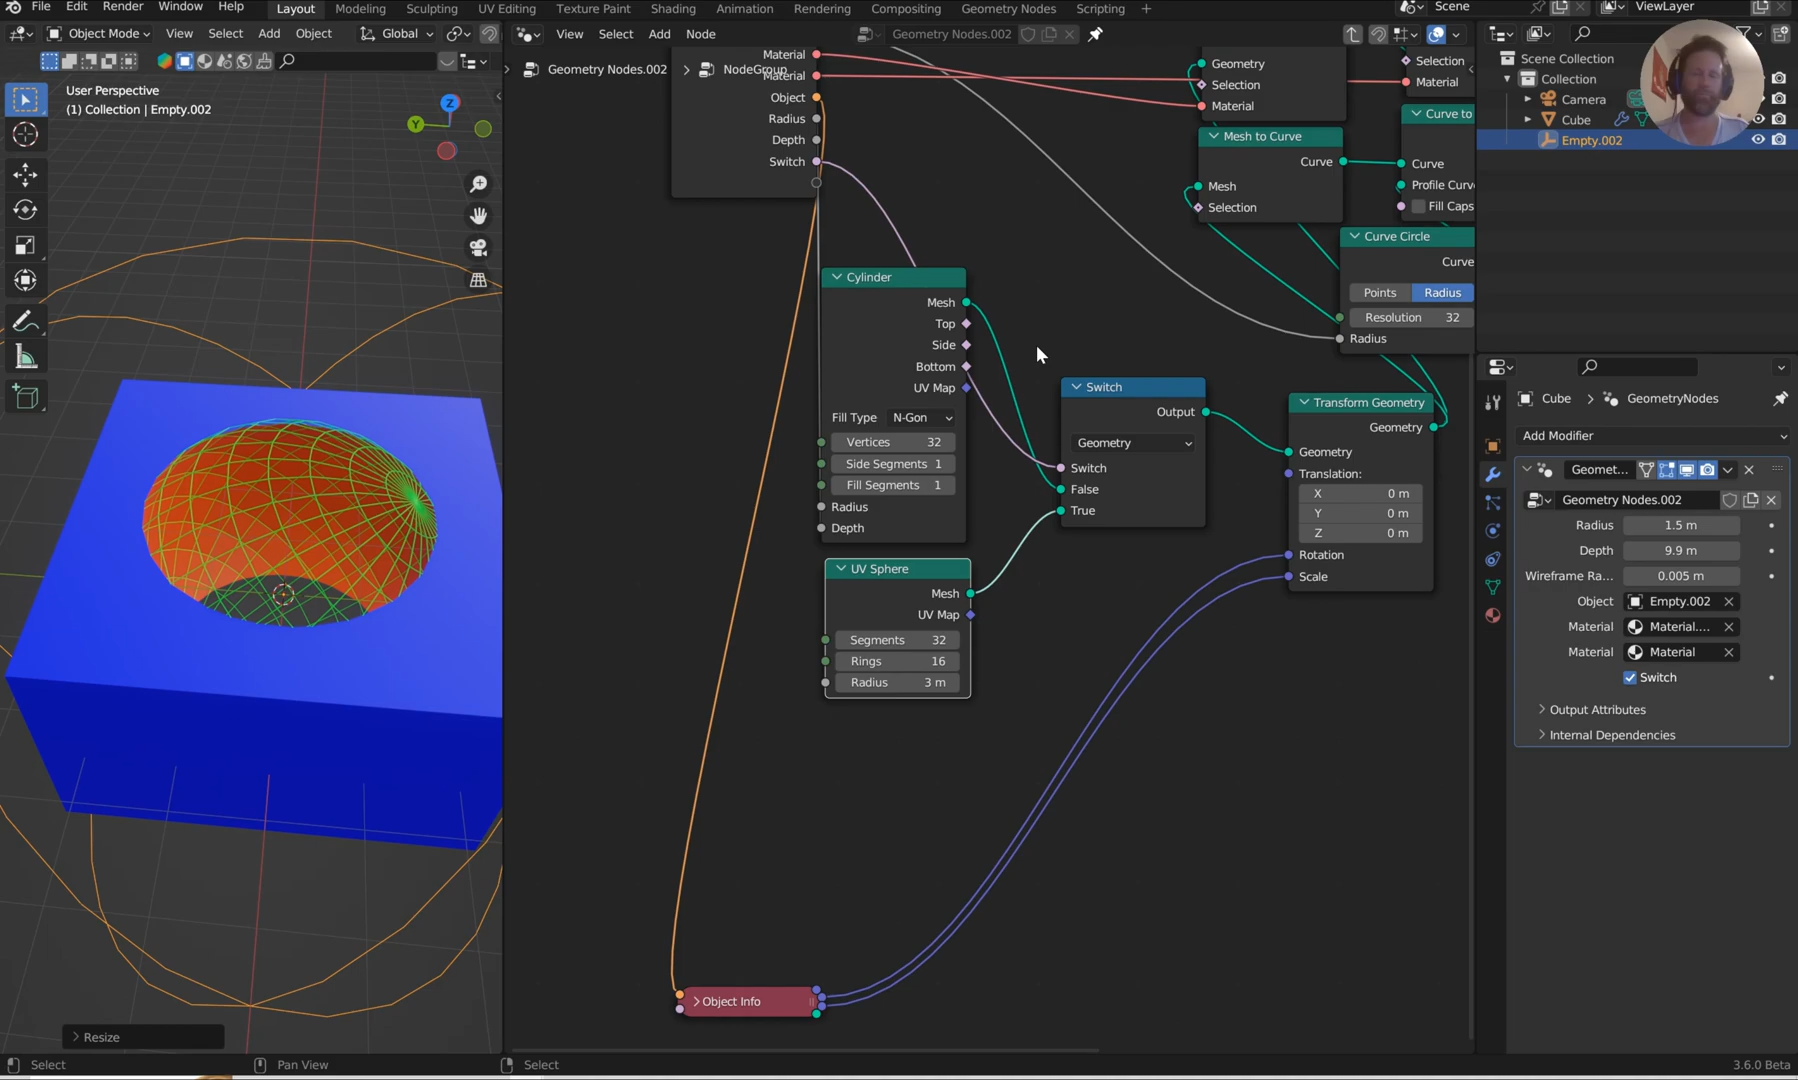 File Edit Render Window Help Layout Modeling Sculpting UV Editing Texture Paint Shading Animation Rendering Compositing Geometry Nodes Scripting +
Scene
ViewLayer
Object Mode View Select Add Object Global
View Select Add Node Geometry Nodes.002
User Perspective
(1) Collection | Empty.002
Z
Y
Resize
Geometry Nodes.002 > NodeGroup
Material
Material
Object
Radius
Depth
Switch
Cylinder
Mesh
Top
Side
Bottom
UV Map
Fill Type N-Gon
Vertices 32
Side Segments 1
Fill Segments 1
Radius
Depth
UV Sphere
Mesh
UV Map
Segments 32
Rings 16
Radius 3 m
Object Info
Switch
Output
Geometry
Switch
False
True
Geometry
Selection
Material
Mesh to Curve
Curve
Mesh
Selection
Selection
Material
Curve to
Curve
Profile Curv
Fill Caps
Curve Circle
Curve
Points Radius
Resolution 32
Radius
Transform Geometry
Geometry
Geometry
Translation:
X 0 m
Y 0 m
Z 0 m
Rotation
Scale
Scene Collection
Collection
Camera
Cube
Empty.002
Cube > GeometryNodes
Add Modifier
Geomet...
Geometry Nodes.002
Radius 1.5 m
Depth 9.9 m
Wireframe Ra... 0.005 m
Object Empty.002
Material Material....
Material Material
Switch
Output Attributes
Internal Dependencies
Select
Pan View
Select
3.6.0 Beta